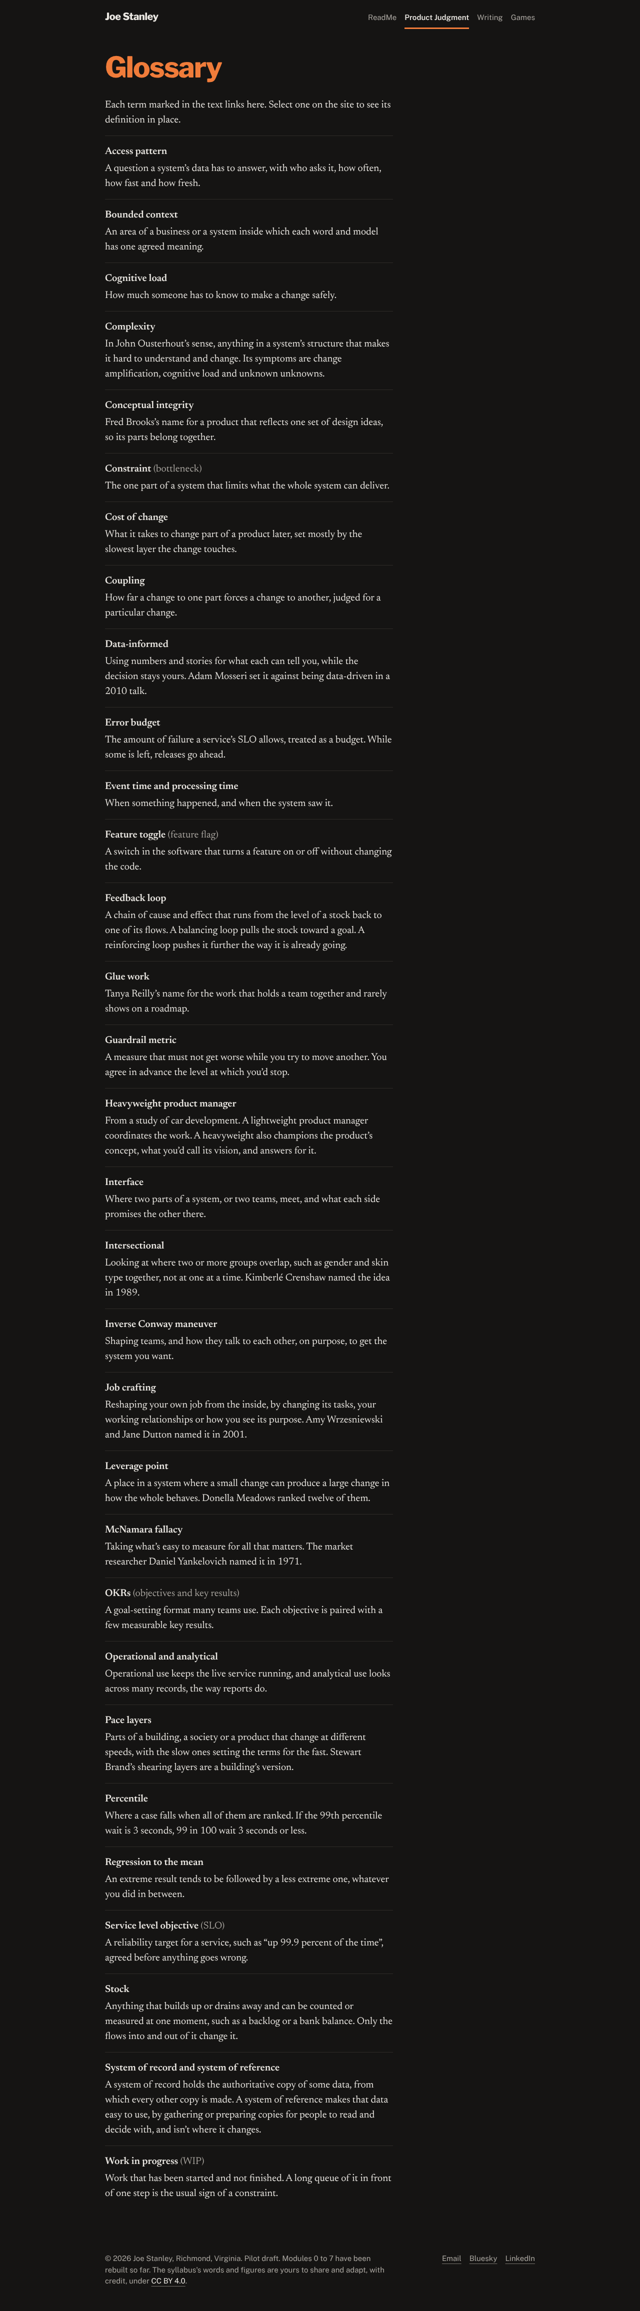 Joe Stanley
ReadMe Product Judgment Writing Games
Glossary
Each term marked in the text links here. Select one on the site to see its
definition in place.
Access pattern
A question a system’s data has to answer, with who asks it, how often,
how fast and how fresh.
Bounded context
An area of a business or a system inside which each word and model
has one agreed meaning.
Cognitive load
How much someone has to know to make a change safely.
Complexity
In John Ousterhout’s sense, anything in a system’s structure that makes
it hard to understand and change. Its symptoms are change
amplification, cognitive load and unknown unknowns.
Conceptual integrity
Fred Brooks’s name for a product that reflects one set of design ideas,
so its parts belong together.
Constraint (bottleneck)
The one part of a system that limits what the whole system can deliver.
Cost of change
What it takes to change part of a product later, set mostly by the
slowest layer the change touches.
Coupling
How far a change to one part forces a change to another, judged for a
particular change.
Data-informed
Using numbers and stories for what each can tell you, while the
decision stays yours. Adam Mosseri set it against being data-driven in a
2010 talk.
Error budget
The amount of failure a service’s SLO allows, treated as a budget. While
some is left, releases go ahead.
Event time and processing time
When something happened, and when the system saw it.
Feature toggle (feature flag)
A switch in the software that turns a feature on or off without changing
the code.
Feedback loop
A chain of cause and effect that runs from the level of a stock back to
one of its flows. A balancing loop pulls the stock toward a goal. A
reinforcing loop pushes it further the way it is already going.
Glue work
Tanya Reilly’s name for the work that holds a team together and rarely
shows on a roadmap.
Guardrail metric
A measure that must not get worse while you try to move another. You
agree in advance the level at which you’d stop.
Heavyweight product manager
From a study of car development. A lightweight product manager
coordinates the work. A heavyweight also champions the product’s
concept, what you’d call its vision, and answers for it.
Interface
Where two parts of a system, or two teams, meet, and what each side
promises the other there.
Intersectional
Looking at where two or more groups overlap, such as gender and skin
type together, not at one at a time. Kimberlé Crenshaw named the idea
in 1989.
Inverse Conway maneuver
Shaping teams, and how they talk to each other, on purpose, to get the
system you want.
Job crafting
Reshaping your own job from the inside, by changing its tasks, your
working relationships or how you see its purpose. Amy Wrzesniewski
and Jane Dutton named it in 2001.
Leverage point
A place in a system where a small change can produce a large change in
how the whole behaves. Donella Meadows ranked twelve of them.
McNamara fallacy
Taking what’s easy to measure for all that matters. The market
researcher Daniel Yankelovich named it in 1971.
OKRs (objectives and key results)
A goal-setting format many teams use. Each objective is paired with a
few measurable key results.
Operational and analytical
Operational use keeps the live service running, and analytical use looks
across many records, the way reports do.
Pace layers
Parts of a building, a society or a product that change at different
speeds, with the slow ones setting the terms for the fast. Stewart
Brand’s shearing layers are a building’s version.
Percentile
Where a case falls when all of them are ranked. If the 99th percentile
wait is 3 seconds, 99 in 100 wait 3 seconds or less.
Regression to the mean
An extreme result tends to be followed by a less extreme one, whatever
you did in between.
Service level objective (SLO)
A reliability target for a service, such as “up 99.9 percent of the time”,
agreed before anything goes wrong.
Stock
Anything that builds up or drains away and can be counted or
measured at one moment, such as a backlog or a bank balance. Only the
flows into and out of it change it.
System of record and system of reference
A system of record holds the authoritative copy of some data, from
which every other copy is made. A system of reference makes that data
easy to use, by gathering or preparing copies for people to read and
decide with, and isn’t where it changes.
Work in progress (WIP)
Work that has been started and not finished. A long queue of it in front
of one step is the usual sign of a constraint.
© 2026 Joe Stanley, Richmond, Virginia. Pilot draft. Modules 0 to 7 have been
rebuilt so far. The syllabus’s words and figures are yours to share and adapt, with
credit, under CC BY 4.0.
Email Bluesky LinkedIn